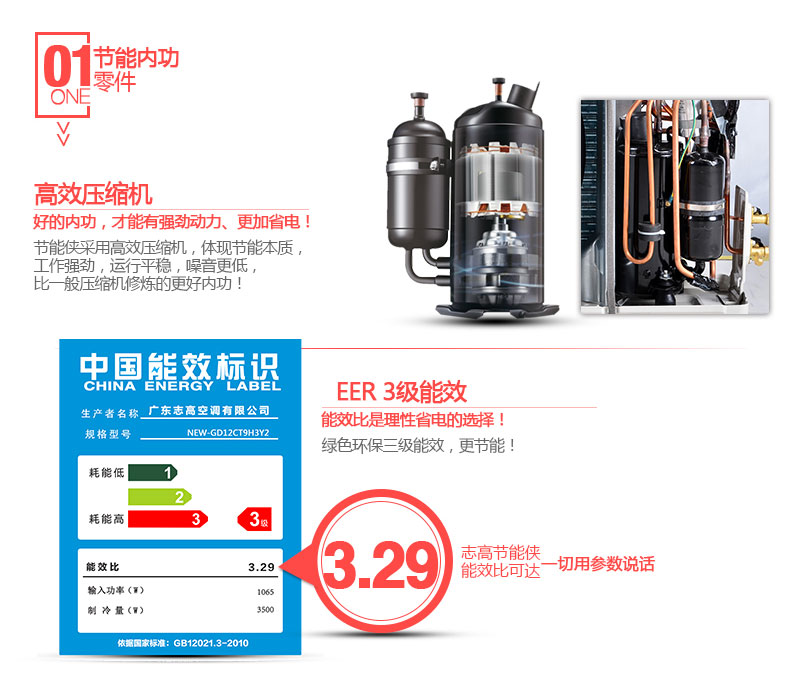 01
ONE
节能内功
零件
高效压缩机
好的内功，才能有强劲动力、更加省电！
节能侠采用高效压缩机，体现节能本质，
工作强劲，运行平稳，噪音更低，
比一般压缩机修炼的更好内功！
中国能效标识
CHINA ENERGY LABEL
生产者名称 广东志高空调有限公司
规格型号 NEW-GD12CT9H3Y2
耗能低 1
2
耗能高 3 3级
能效比 3.29
输入功率（W） 1065
制 冷 量（W） 3500
依据国家标准：GB12021.3-2010
EER 3级能效
能效比是理性省电的选择！
绿色环保三级能效，更节能！
3.29
志高节能侠
能效比可达
一切用参数说话